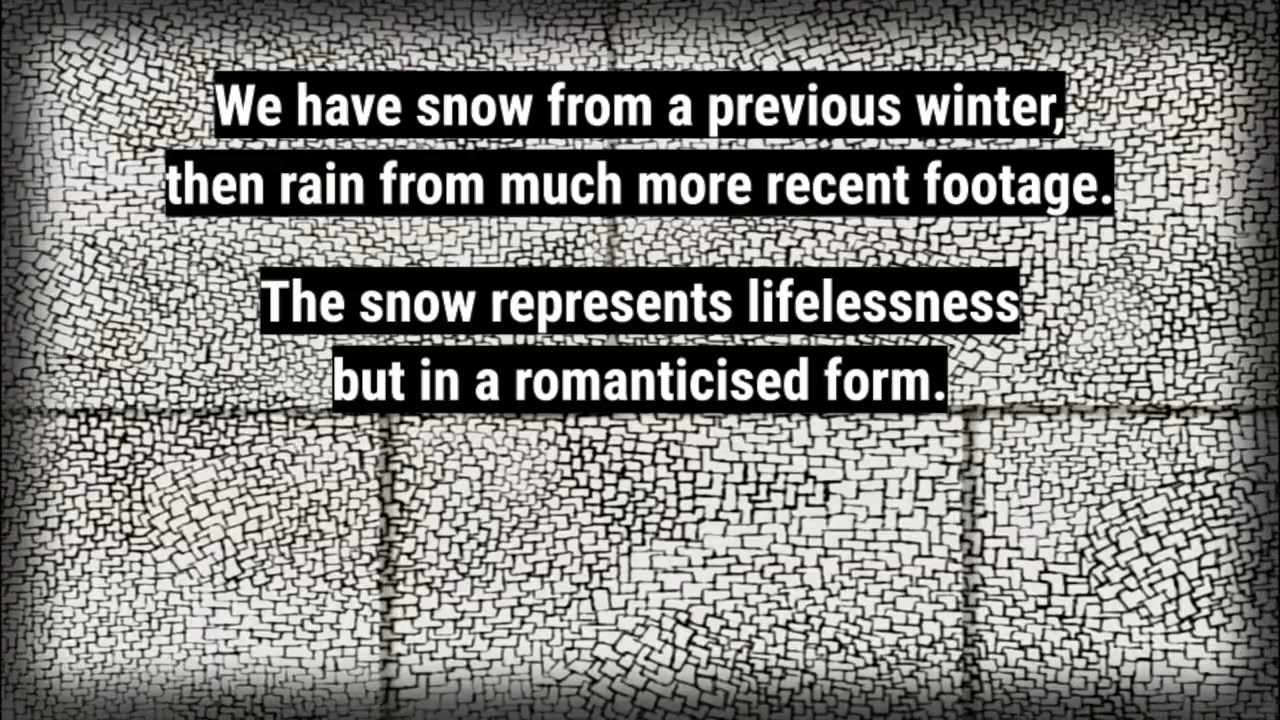 We have snow from a previous winter,
then rain from much more recent footage.
The snow represents lifelessness
but in a romanticised form.